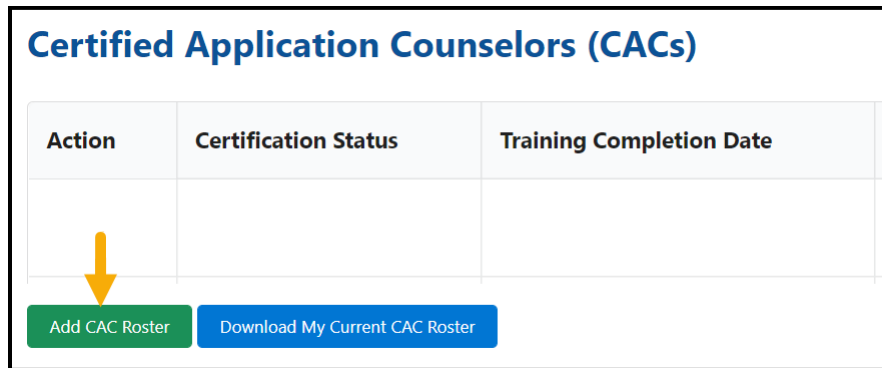 Certified Application Counselors (CACs)
Action Certification Status Training Completion Date
Add CAC Roster Download My Current CAC Roster